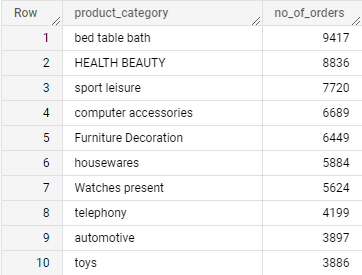 Row product_category no_of_orders
1 bed table bath 9417
2 HEALTH BEAUTY 8836
3 sport leisure 7720
4 computer accessories 6689
5 Furniture Decoration 6449
6 housewares 5884
7 Watches present 5624
8 telephony 4199
9 automotive 3897
10 toys 3886